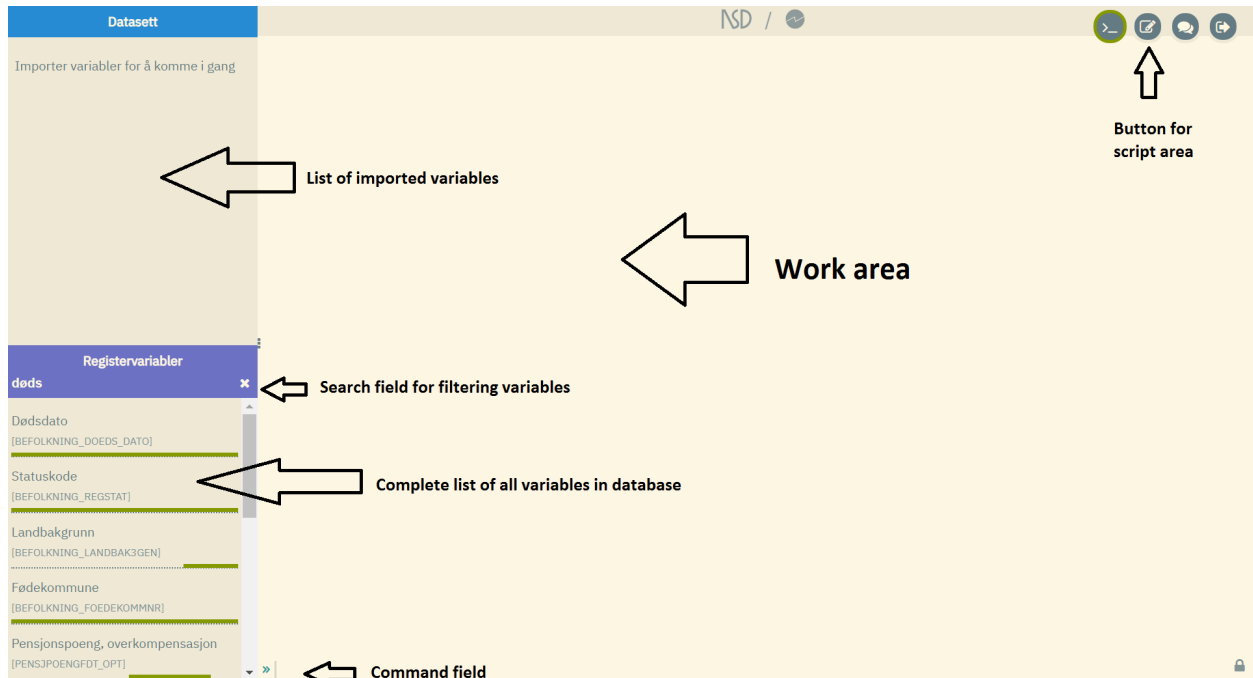 Datasett
NSD /
>_
Importer variabler for å komme i gang
Button for
script area
List of imported variables
Work area
Registervariabler
døds
Search field for filtering variables
Dødsdato
[BEFOLKNING_DOEDS_DATO]
Statuskode
[BEFOLKNING_REGSTAT]
Complete list of all variables in database
Landbakgrunn
[BEFOLKNING_LANDBAK3GEN]
Fødekommune
[BEFOLKNING_FOEDEKOMMNR]
Pensjonspoeng, overkompensasjon
[PENSJPOENGFDT_OPT]
»
Command field